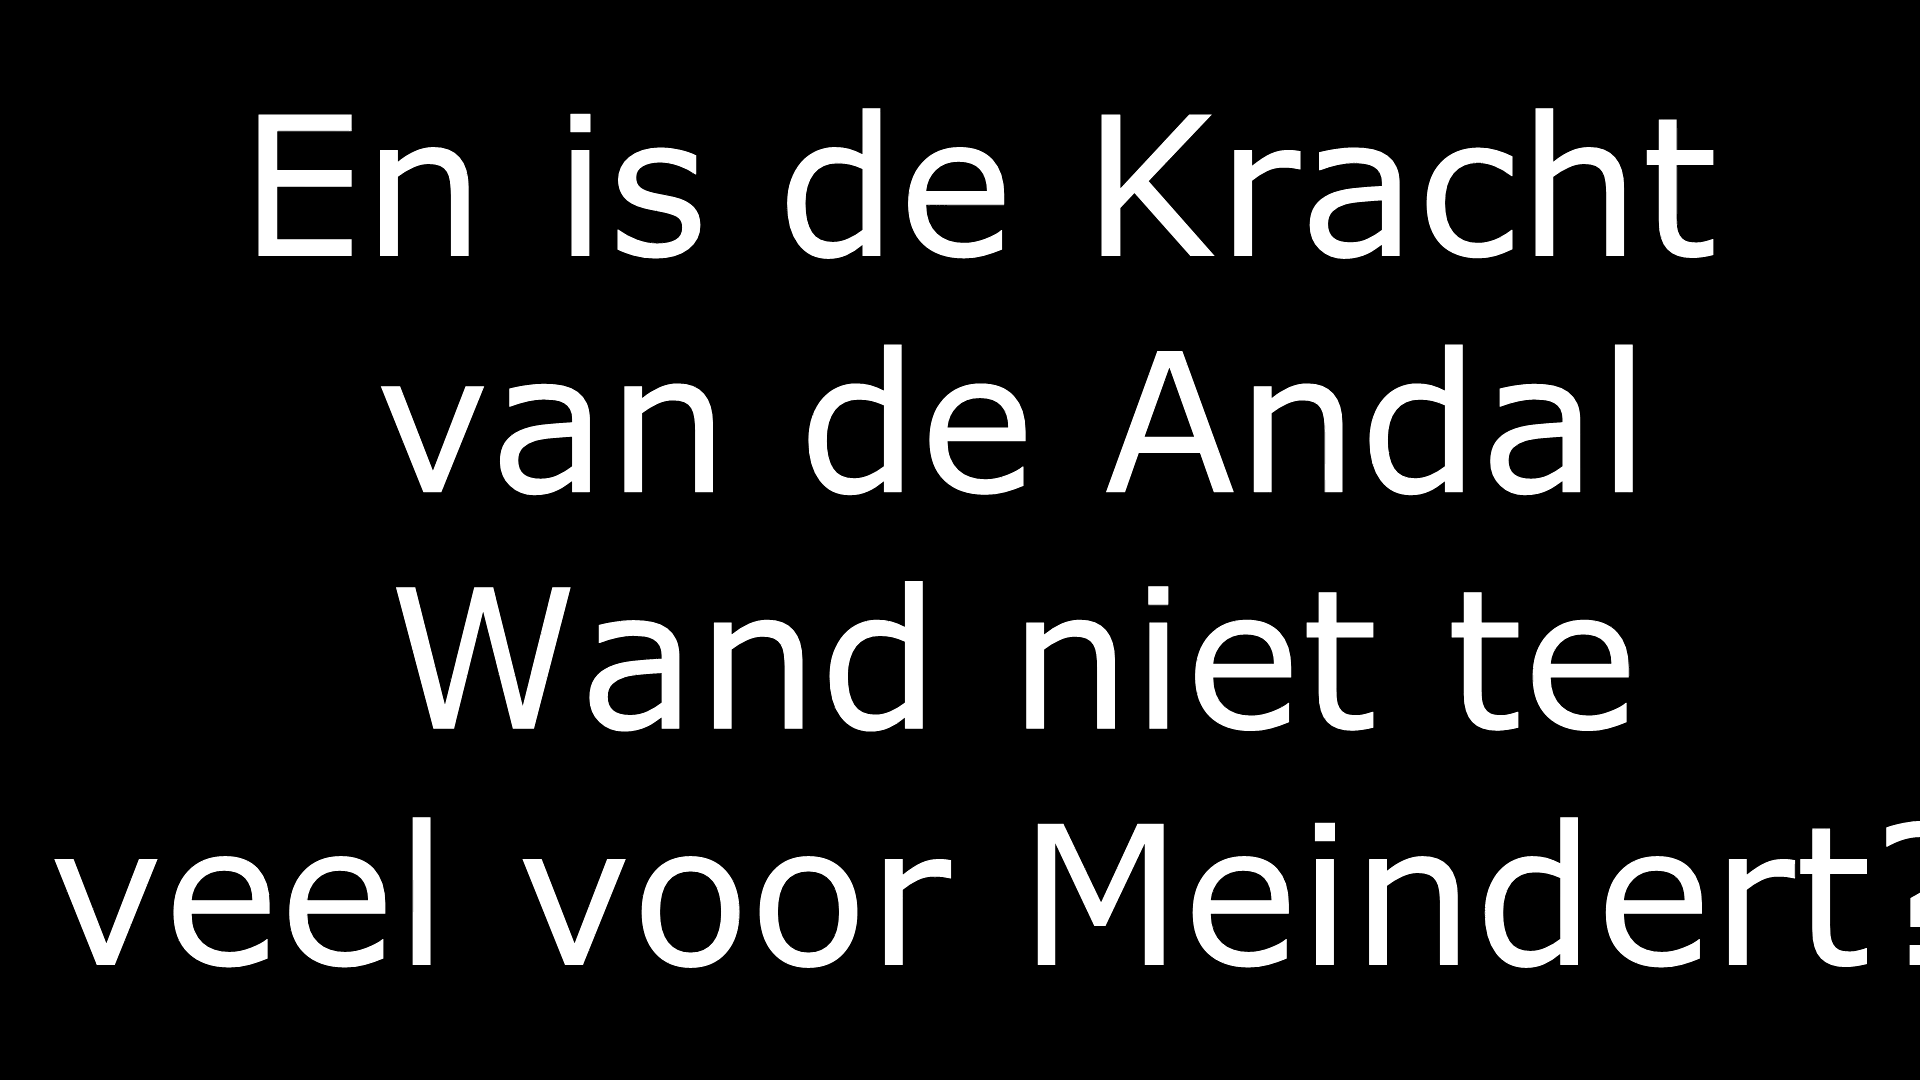 En is de Kracht
van de Andal
Wand niet te
veel voor Meindert?